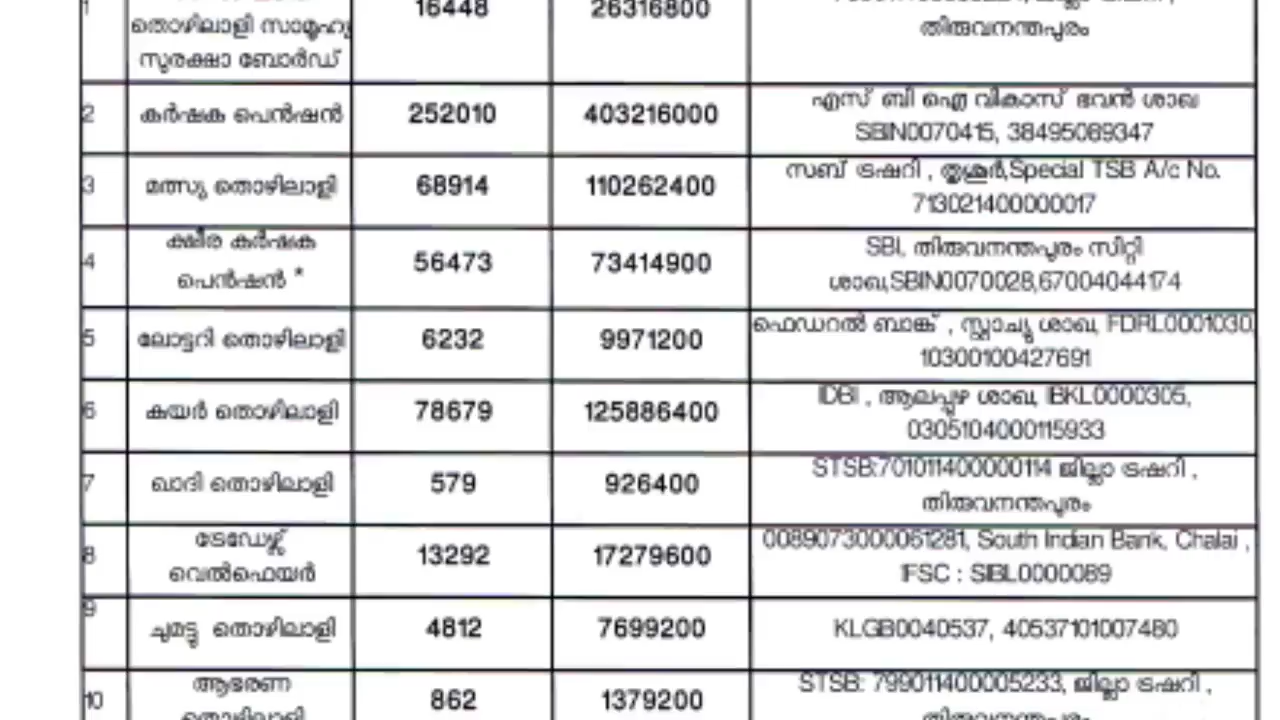 1
16448
26316800
തൊഴിലാളി സാമൂഹ്യ
സുരക്ഷാ ബോർഡ്
തിരുവനന്തപുരം
2
കർഷക പെൻഷൻ
252010
403216000
എസ് ബി ഐ വികാസ് ഭവൻ ശാഖ
SBIN0070415, 38495089347
3
മത്സ്യ തൊഴിലാളി
68914
110262400
സബ് ട്രഷറി , തൃശൂർ,Special TSB A/c No.
713021400000017
4
ക്ഷീര കർഷക
പെൻഷൻ *
56473
73414900
SBI, തിരുവനന്തപുരം സിറ്റി
ശാഖ,SBIN0070028,67004044174
5
ലോട്ടറി തൊഴിലാളി
6232
9971200
ഫെഡറൽ ബാങ്ക് , സ്റ്റാച്യു ശാഖ, FDRL0001030,
10300100427691
6
കയർ തൊഴിലാളി
78679
125886400
IDBI , ആലപ്പുഴ ശാഖ, IBKL0000305,
0305104000115933
7
ഖാദി തൊഴിലാളി
579
926400
STSB:701011400000114 ജില്ലാ ട്രഷറി ,
തിരുവനന്തപുരം
8
ട്രേഡേഴ്സ്
വെൽഫെയർ
13292
17279600
0089073000061281, South Indian Bank, Chalai ,
IFSC : SIBL0000089
9
ചുമട്ടു തൊഴിലാളി
4812
7699200
KLGB0040537, 40537101007480
10
ആഭരണ
തൊഴിലാളി
862
1379200
STSB: 799011400005233, ജില്ലാ ട്രഷറി ,
തിരുവനന്തപുരം